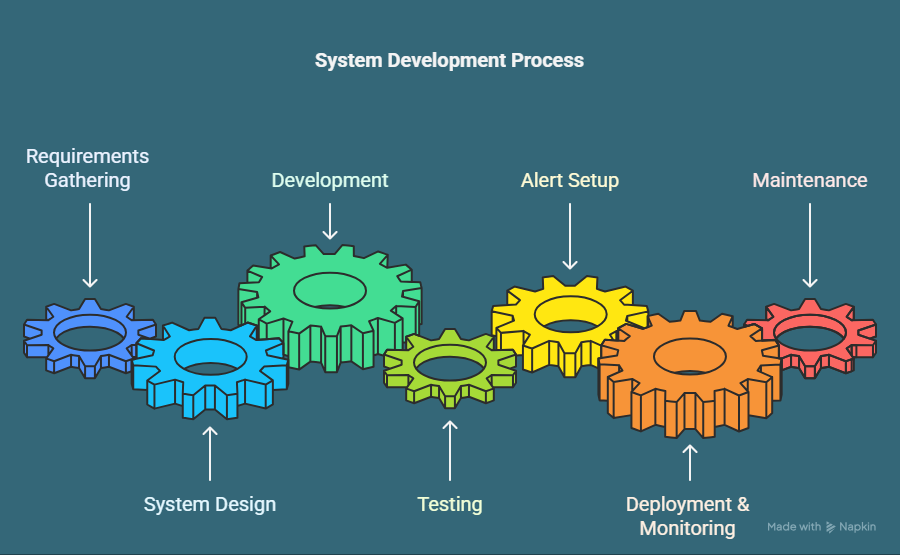 System Development Process
Requirements
Gathering
Development
Alert Setup
Maintenance
System Design
Testing
Deployment &
Monitoring
Made with Napkin